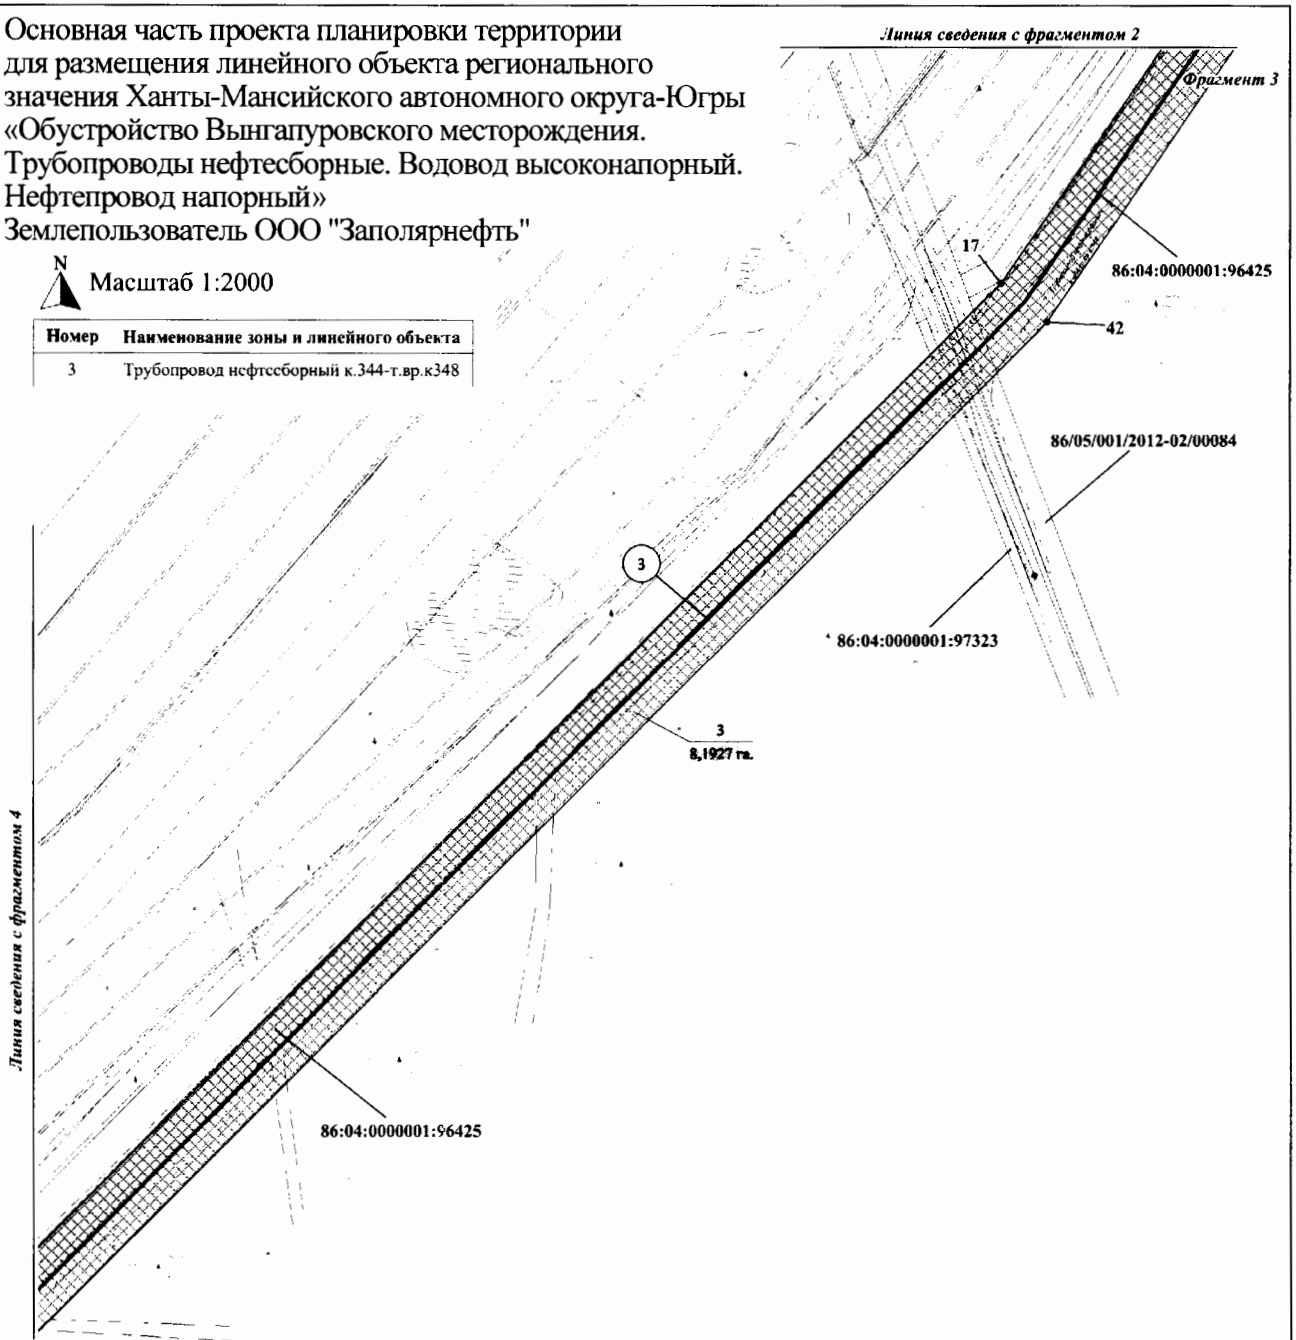 Основная часть проекта планировки территории
для размещения линейного объекта регионального
значения Ханты-Мансийского автономного округа-Югры
«Обустройство Вынгапуровского месторождения.
Трубопроводы нефтесборные. Водовод высоконапорный.
Нефтепровод напорный»
Землепользователь ООО "Заполярнефть"
Линия сведения с фрагментом 2
Фрагмент 3
N
Масштаб 1:2000
Номер Наименование зоны и линейного объекта
3 Трубопровод нефтесборный к.344-т.вр.к348
17
86:04:0000001:96425
42
86/05/001/2012-02/00084
3
86:04:0000001:97323
3
8,1927 га.
Линия сведения с фрагментом 4
86:04:0000001:96425